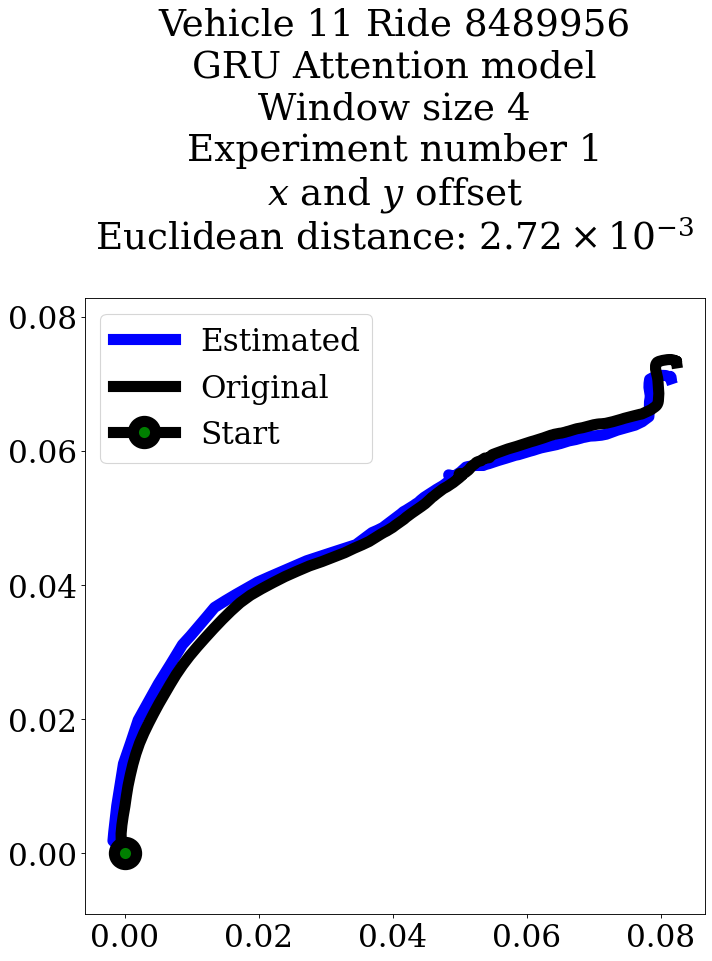 Vehicle 11 Ride 8489956
GRU Attention model
Window size 4
Experiment number 1
x and y offset
Euclidean distance: 2.72 × 10⁻³
Estimated
Original
Start
0.08
0.06
0.04
0.02
0.00
0.00 0.02 0.04 0.06 0.08